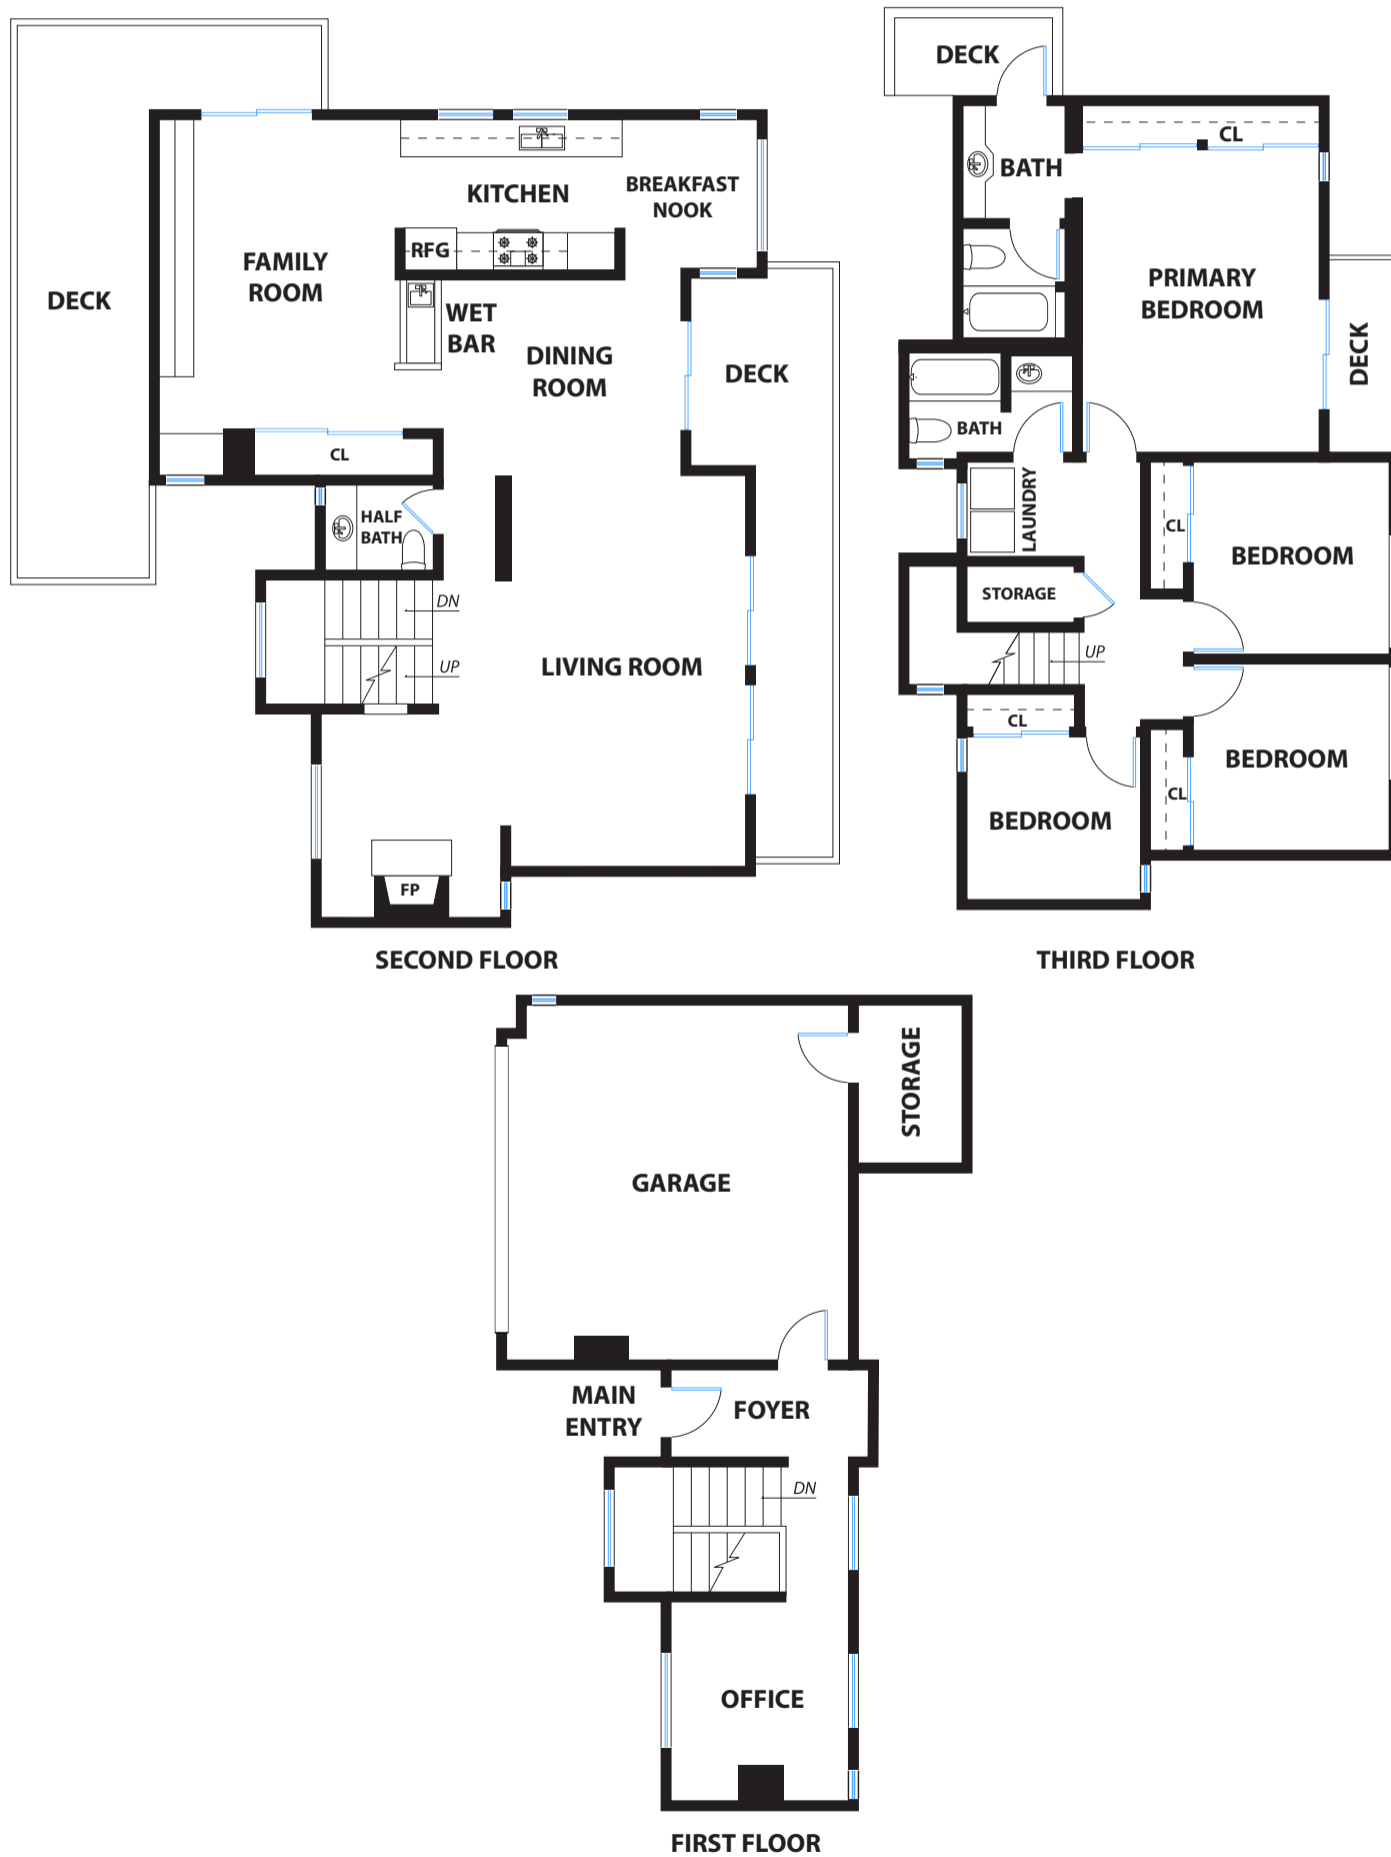 DECK
FAMILY
ROOM
KITCHEN
BREAKFAST
NOOK
RFG
WET
BAR
DINING
ROOM
DECK
CL
HALF
BATH
DN
UP
LIVING ROOM
FP
SECOND FLOOR
DECK
BATH
CL
PRIMARY
BEDROOM
DECK
BATH
LAUNDRY
CL
BEDROOM
STORAGE
UP
CL
BEDROOM
CL
BEDROOM
THIRD FLOOR
STORAGE
GARAGE
MAIN
ENTRY
FOYER
DN
OFFICE
FIRST FLOOR